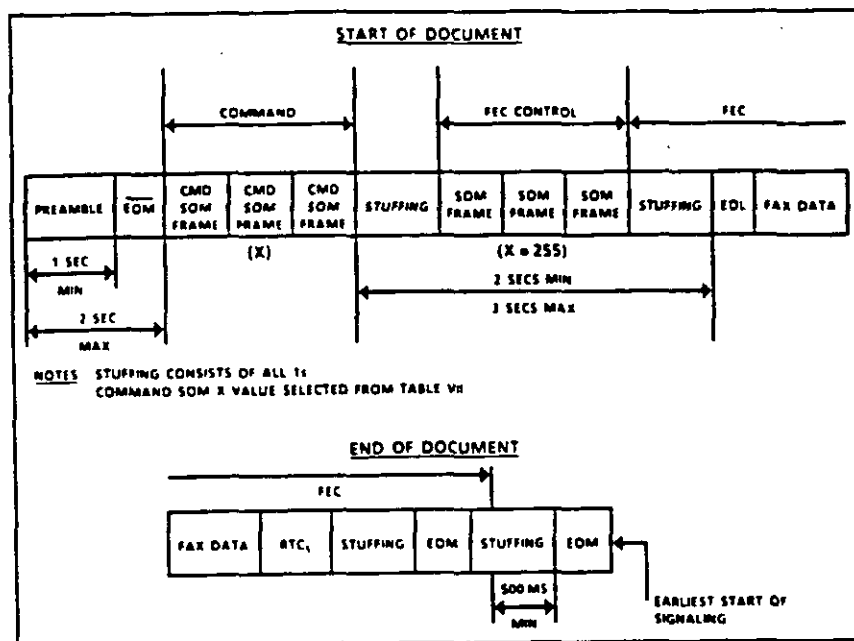 START OF DOCUMENT
COMMAND
FEC CONTROL
FEC
PREAMBLE
EOM
CMD SOM FRAME
CMD SOM FRAME
CMD SOM FRAME
STUFFING
SOM FRAME
SOM FRAME
SOM FRAME
STUFFING
EOL
FAX DATA
(X)
(X = 255)
1 SEC
MIN
2 SEC
MAX
2 SECS MIN
3 SECS MAX
NOTES STUFFING CONSISTS OF ALL 1s
COMMAND SOM X VALUE SELECTED FROM TABLE
END OF DOCUMENT
FEC
FAX DATA
RTC
STUFFING
EOM
STUFFING
EOM
500 MS
MIN
EARLIEST START OF
SIGNALING